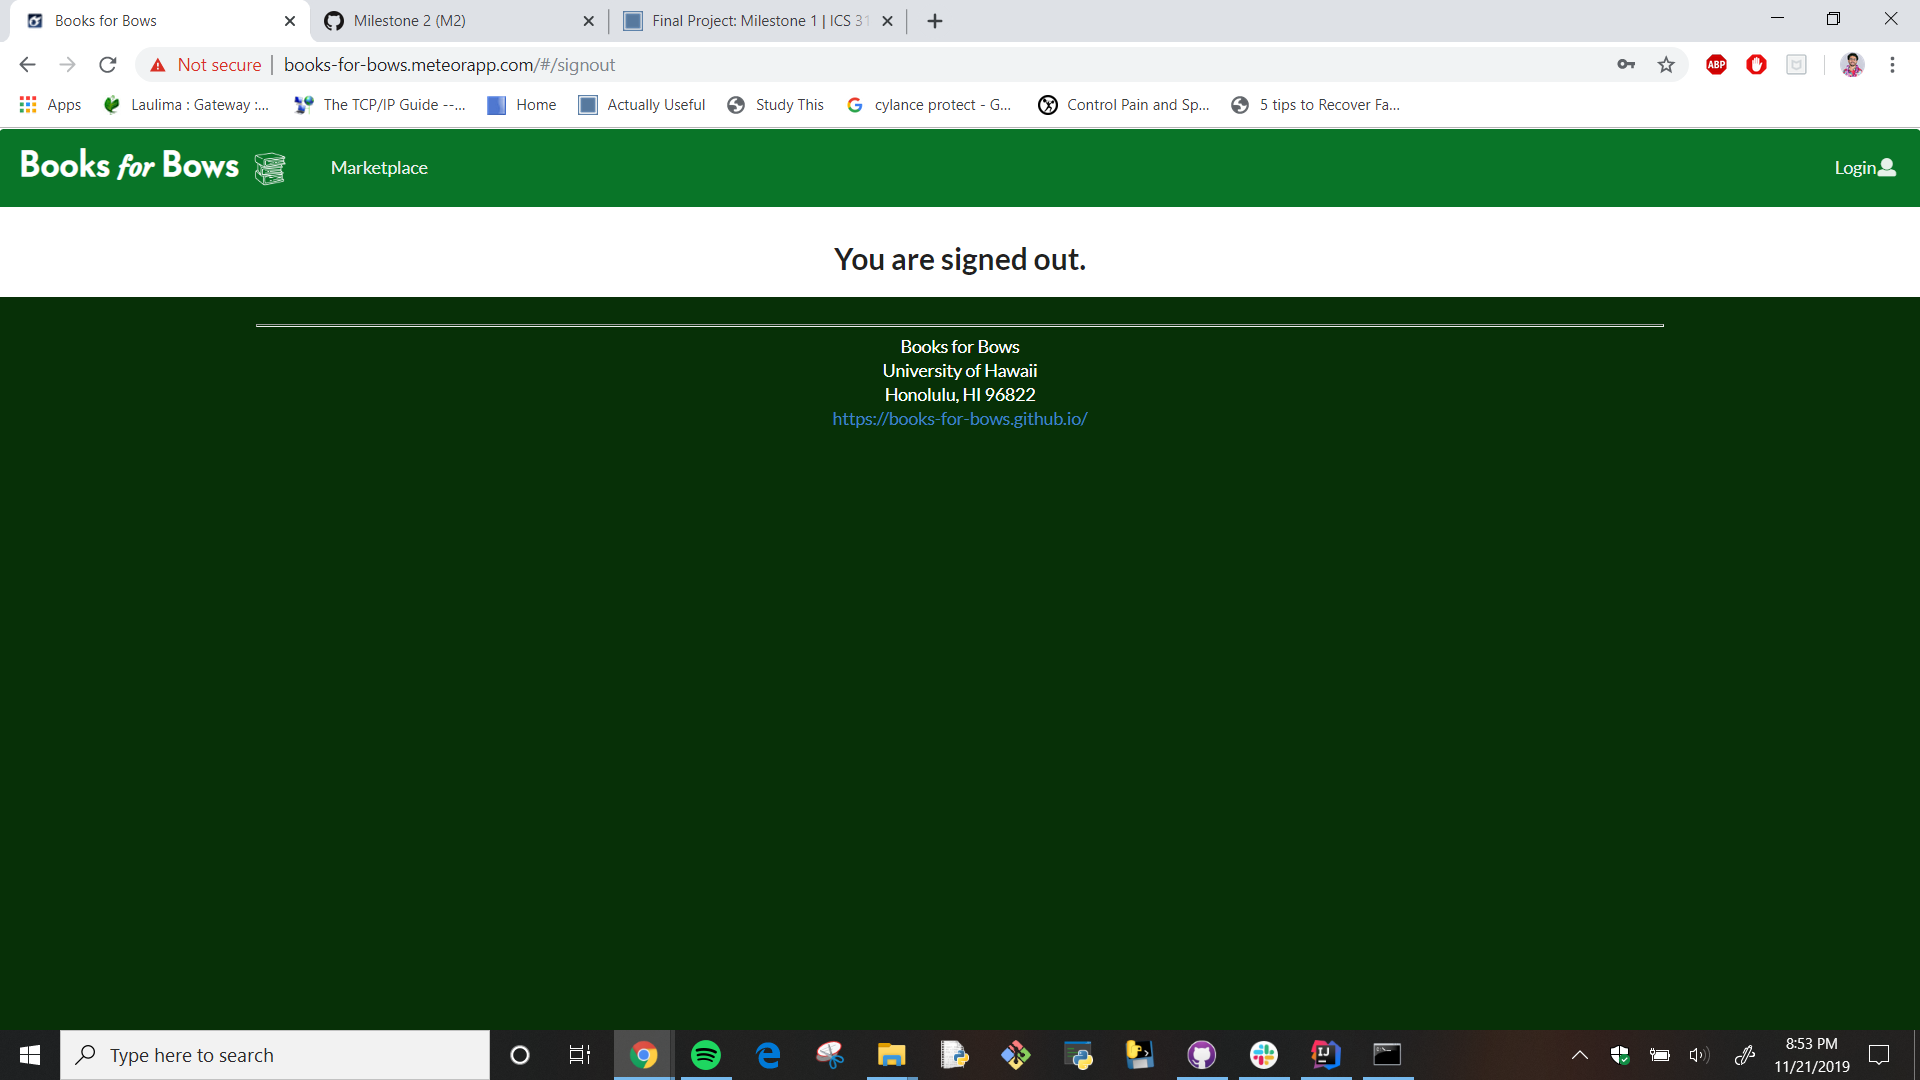 Books for Bows
Milestone 2 (M2)
Final Project: Milestone 1 | ICS 31
Not secure
books-for-bows.meteorapp.com/#/signout
ABP
Apps
Laulima : Gateway :...
The TCP/IP Guide --...
Home
Actually Useful
Study This
cylance protect - G...
Control Pain and Sp...
5 tips to Recover Fa...
Books for Bows
Marketplace
Login
You are signed out.
Books for Bows
University of Hawaii
Honolulu, HI 96822
https://books-for-bows.github.io/
Type here to search
IJ
8:53 PM
11/21/2019